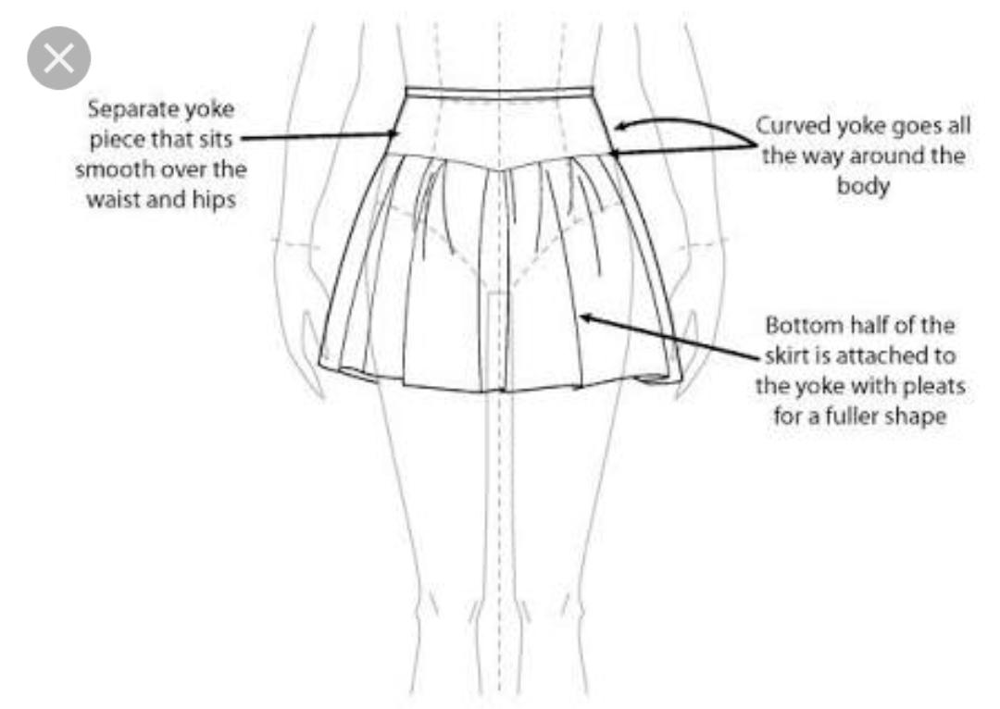 Separate yoke
piece that sits
smooth over the
waist and hips
Curved yoke goes all
the way around the
body
Bottom half of the
skirt is attached to
the yoke with pleats
for a fuller shape